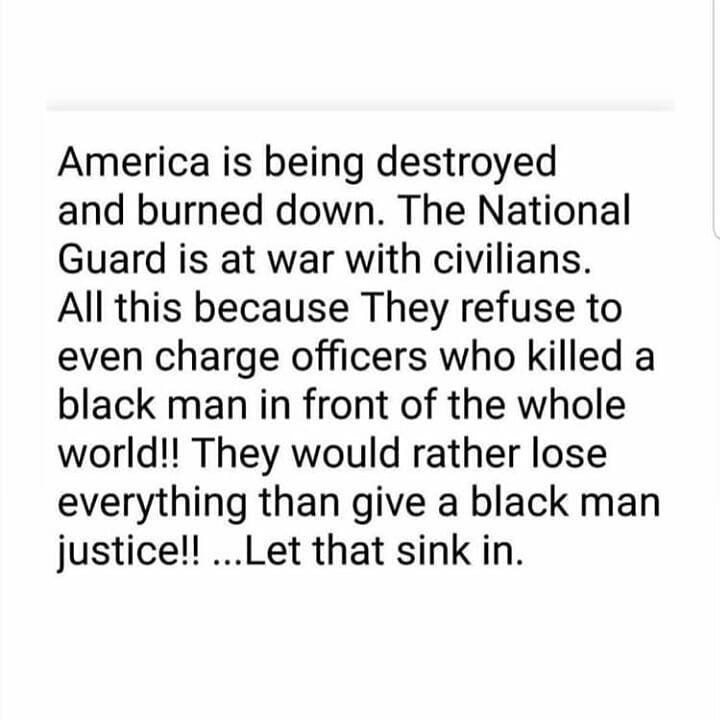 America is being destroyed
and burned down. The National
Guard is at war with civilians.
All this because They refuse to
even charge officers who killed a
black man in front of the whole
world!! They would rather lose
everything than give a black man
justice!! ...Let that sink in.